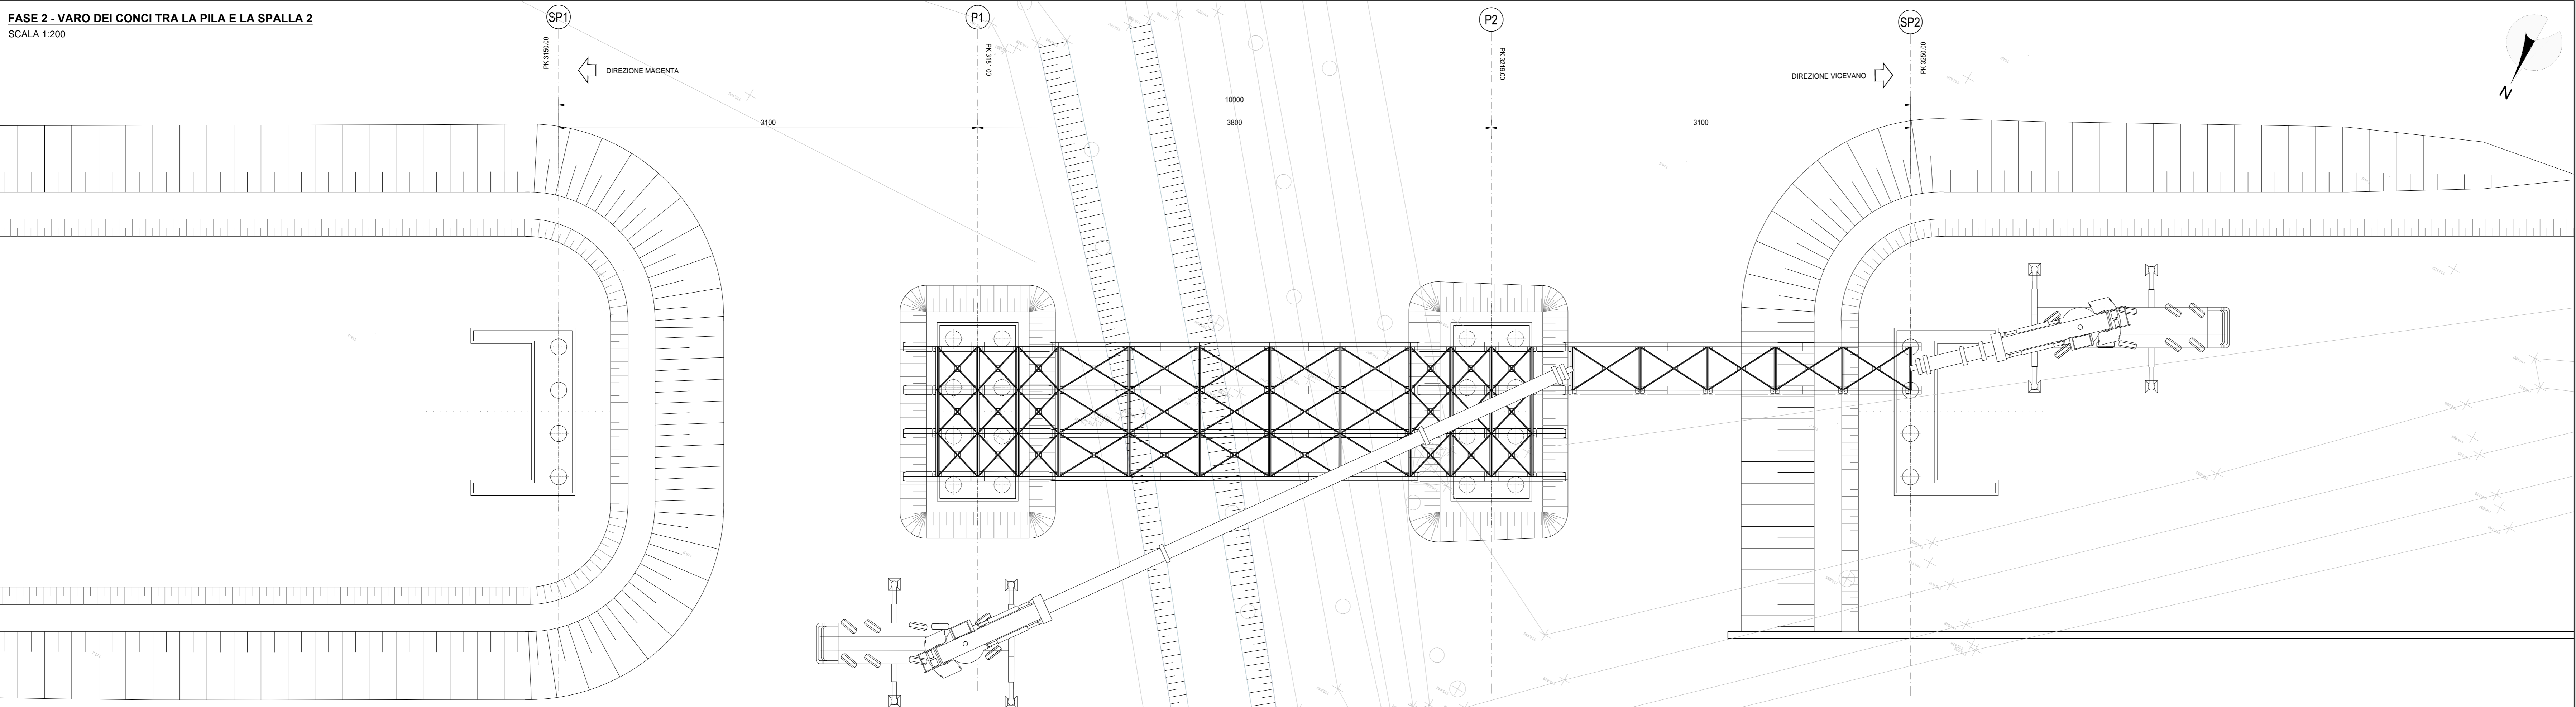 FASE 2 - VARO DEI CONCI TRA LA PILA E LA SPALLA 2
SCALA 1:200
SP1
P1
P2
SP2
PK 3150.00
PK 3181.00
PK 3219.00
PK 3250.00
DIREZIONE MAGENTA
DIREZIONE VIGEVANO
N
10000
3100
3800
3100